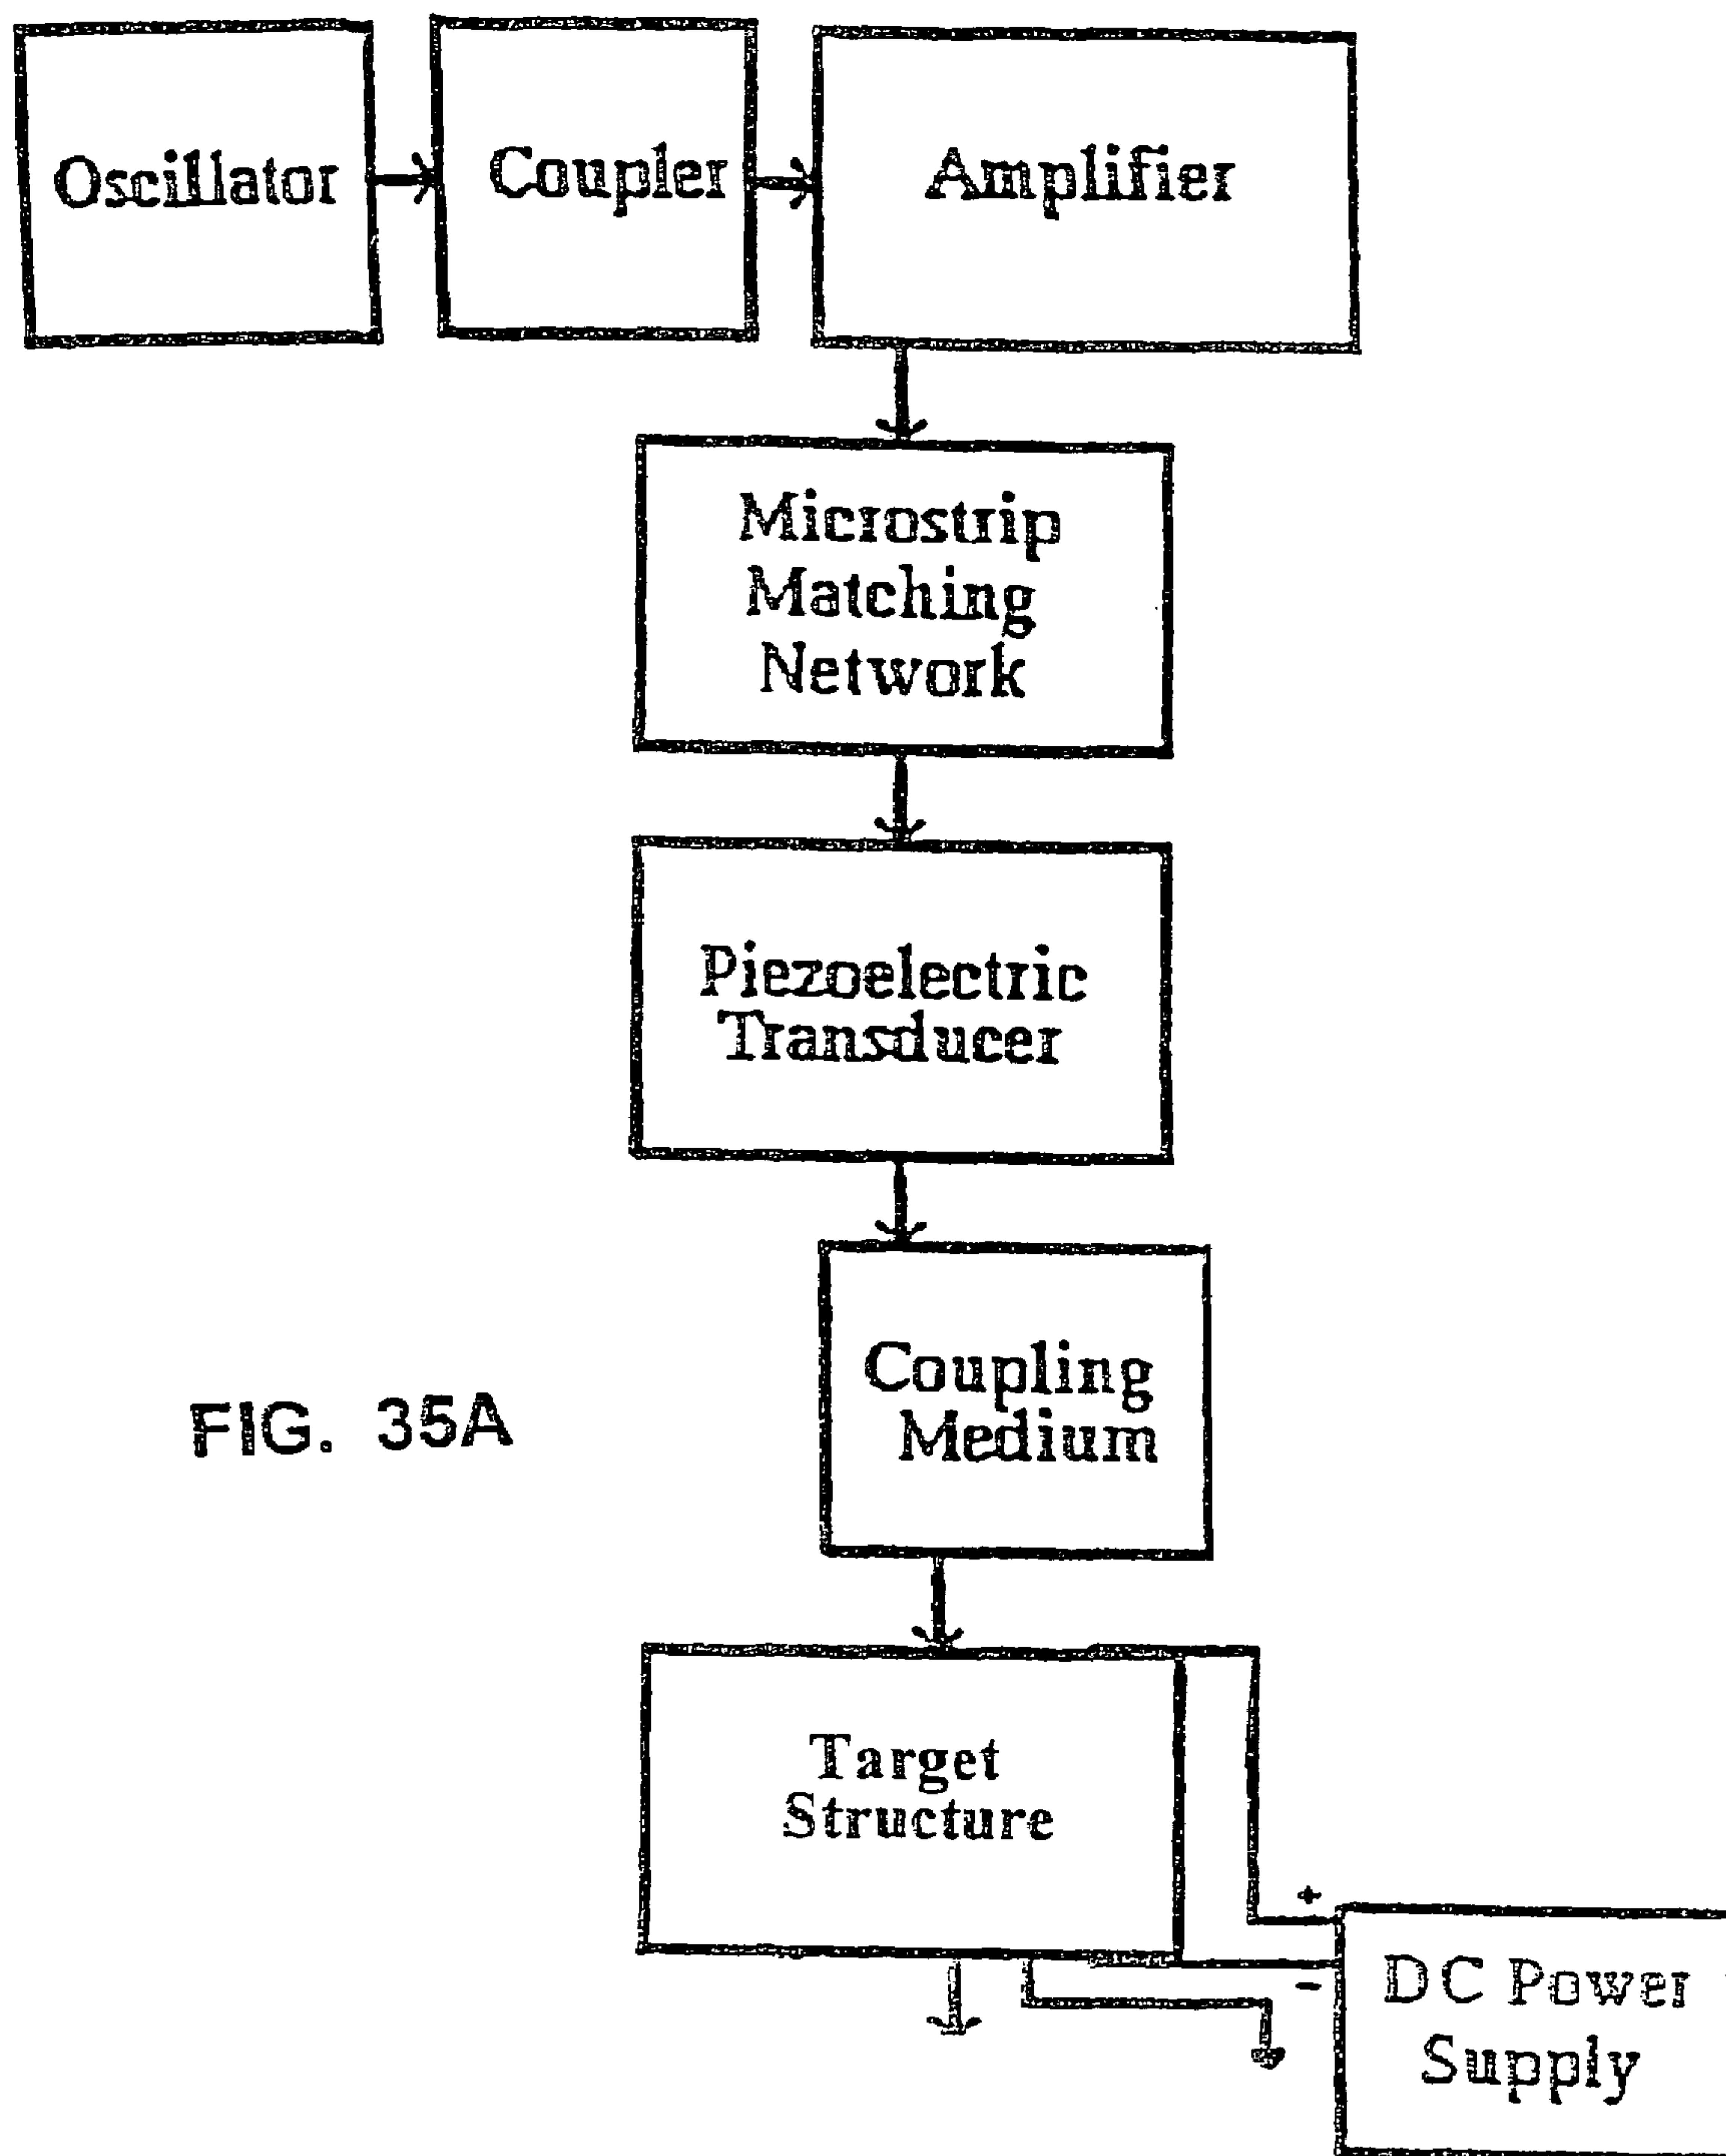 Oscillator
Coupler
Amplifier
Microstrip
Matching
Network
Piezoelectric
Transducer
Coupling
Medium
FIG. 35A
Target
Structure
+
−
DC Power
Supply